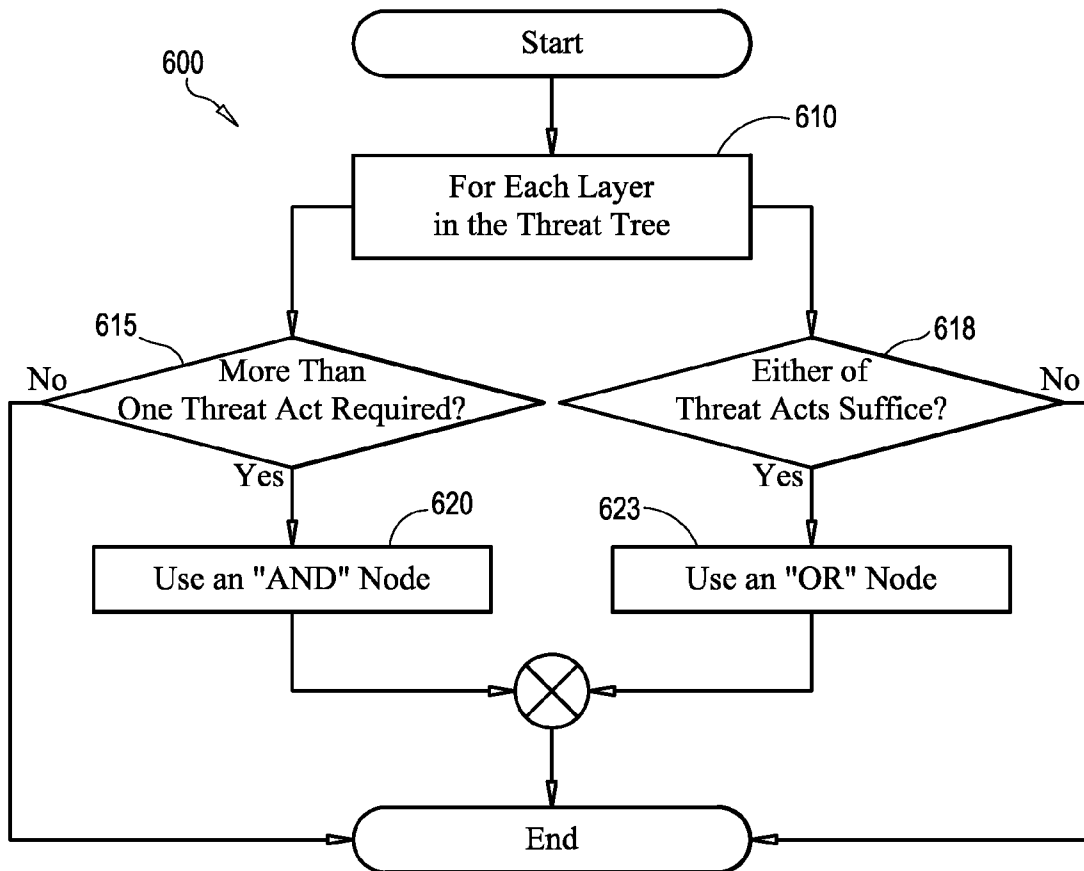 Start
600
610
For Each Layer
in the Threat Tree
615
618
No
More Than
One Threat Act Required?
Either of
Threat Acts Suffice?
No
Yes
Yes
620
623
Use an "AND" Node
Use an "OR" Node
End